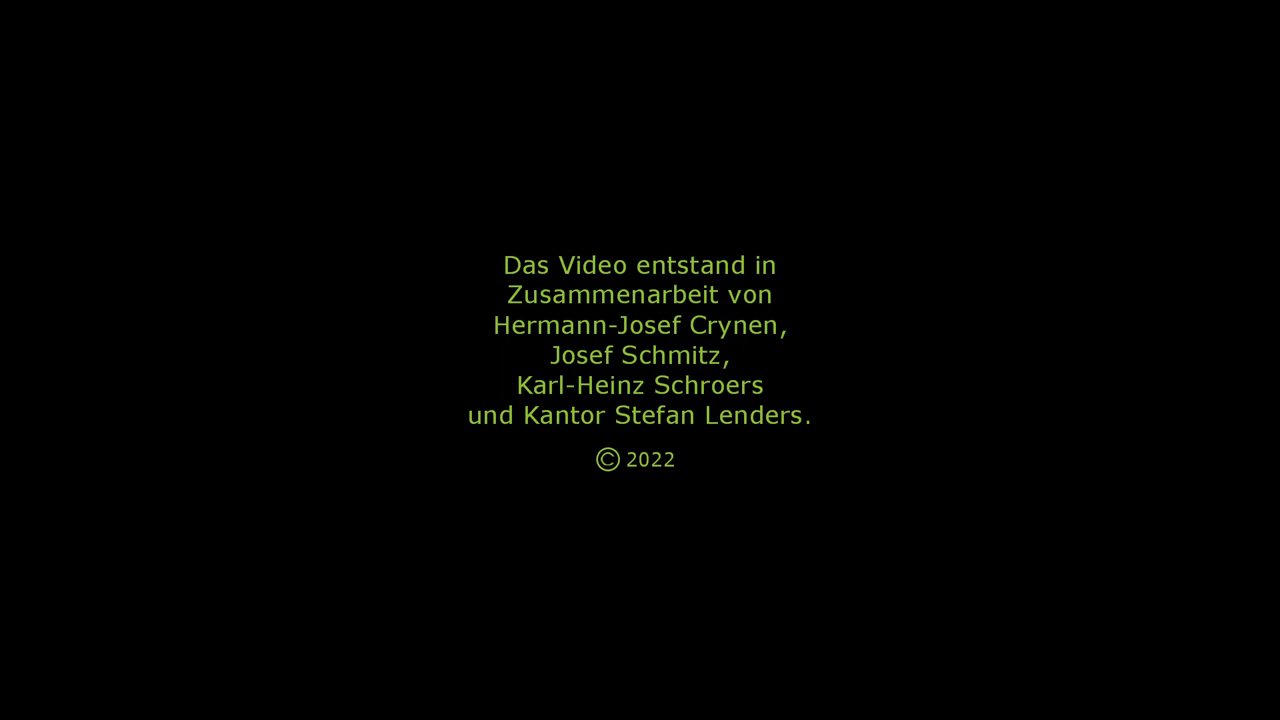 Das Video entstand in
Zusammenarbeit von
Hermann-Josef Crynen,
Josef Schmitz,
Karl-Heinz Schroers
und Kantor Stefan Lenders.
© 2022